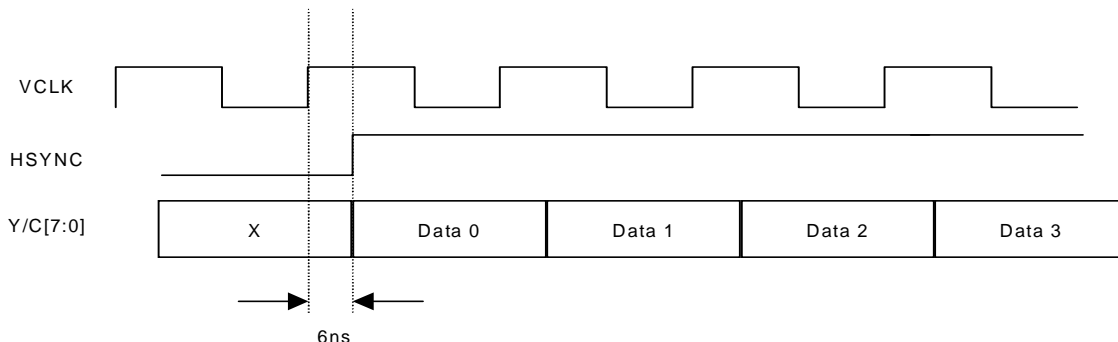 VCLK
HSYNC
Y/C[7:0]
X
Data 0
Data 1
Data 2
Data 3
6ns